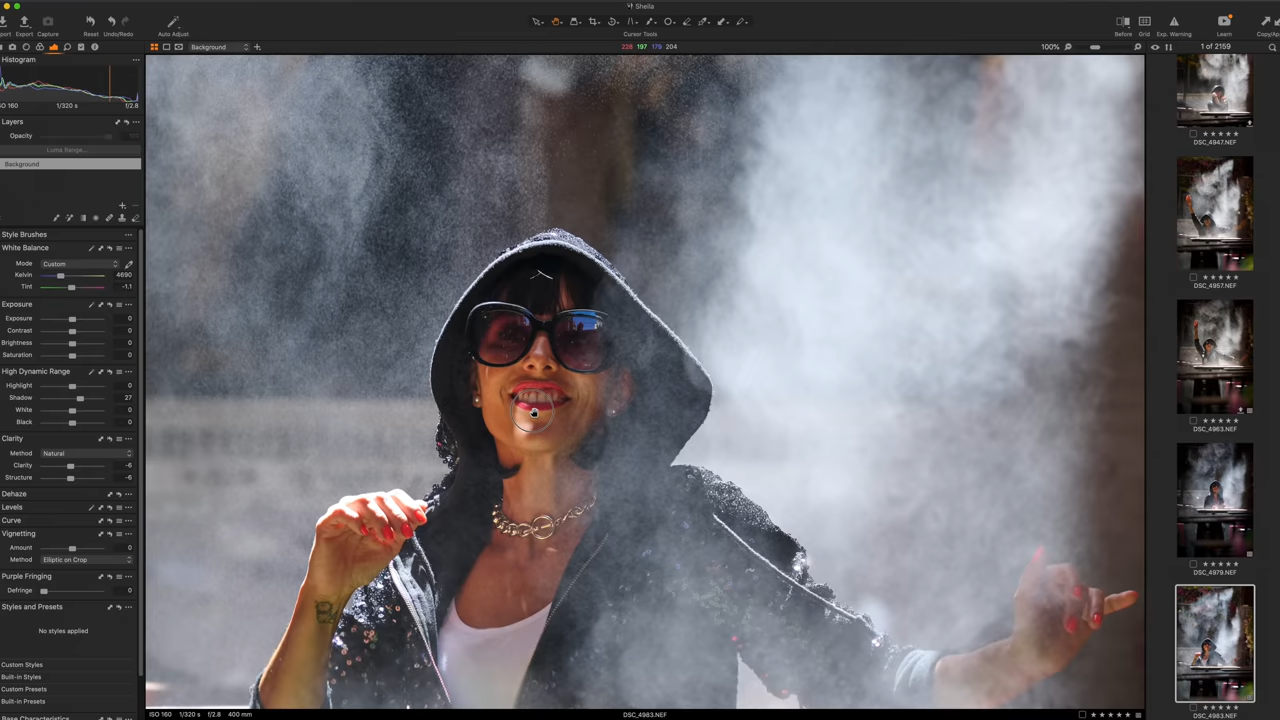 Sheila
Export
Capture
Reset
Undo/Redo
Auto Adjust
Cursor Tools
Before
Grid
Exp. Warning
Learn
Background
228 197 179 204
100%
1 of 2159
Histogram
ISO 160 1/320 s f/2.8
Layers
Opacity
Luma Range...
Background
Style Brushes
White Balance
Mode Custom
Kelvin 4690
Tint -1.1
Exposure
Exposure 0
Contrast 0
Brightness 0
Saturation 0
High Dynamic Range
Highlight 0
Shadow 27
White 0
Black 0
Clarity
Method Natural
Clarity -6
Structure -6
Dehaze
Levels
Curve
Vignetting
Amount 0
Method Elliptic on Crop
Purple Fringing
Defringe 0
Styles and Presets
No styles applied
Custom Styles
Built-in Styles
Custom Presets
Built-in Presets
Base Characteristics
ISO 160 1/320 s f/2.8 400 mm
DSC_4983.NEF
DSC_4947.NEF
DSC_4957.NEF
DSC_4963.NEF
DSC_4979.NEF
DSC_4983.NEF